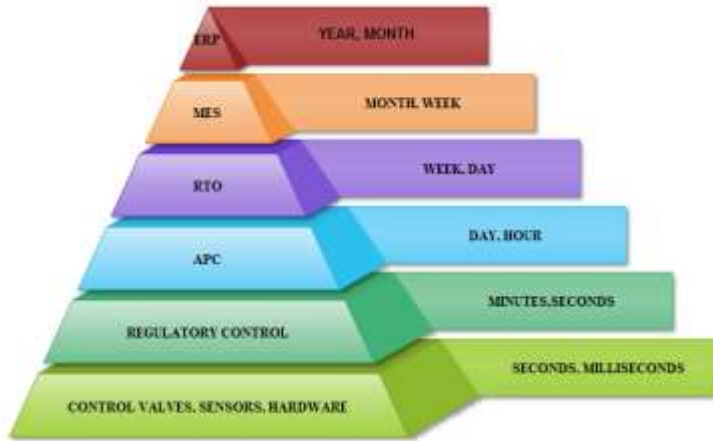 ERP
YEAR, MONTH
MES
MONTH, WEEK
RTO
WEEK, DAY
APC
DAY, HOUR
REGULATORY CONTROL
MINUTES,SECONDS
CONTROL VALVES, SENSORS, HARDWARE
SECONDS, MILLISECONDS